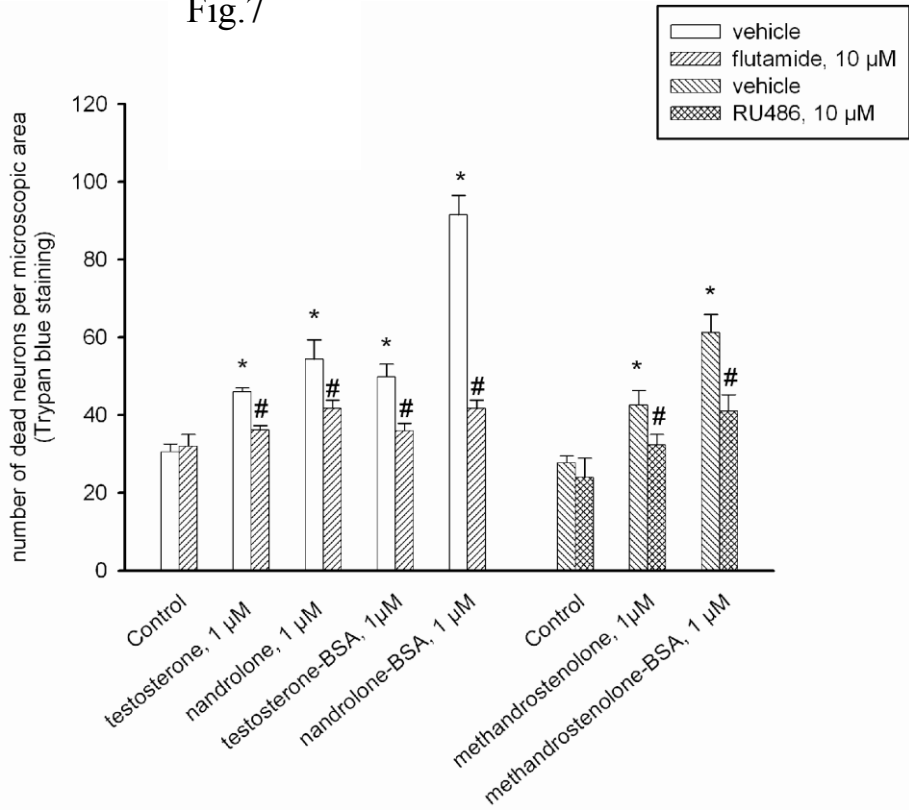 Fig.7
vehicle
flutamide, 10 µM
vehicle
RU486, 10 µM
number of dead neurons per microscopic area
(Trypan blue staining)
120
100
80
60
40
20
0
*
#
*
#
*
#
*
#
*
#
*
#
Control
testosterone, 1 µM
nandrolone, 1 µM
testosterone-BSA, 1µM
nandrolone-BSA, 1 µM
Control
methandrostenolone, 1µM
methandrostenolone-BSA, 1 µM